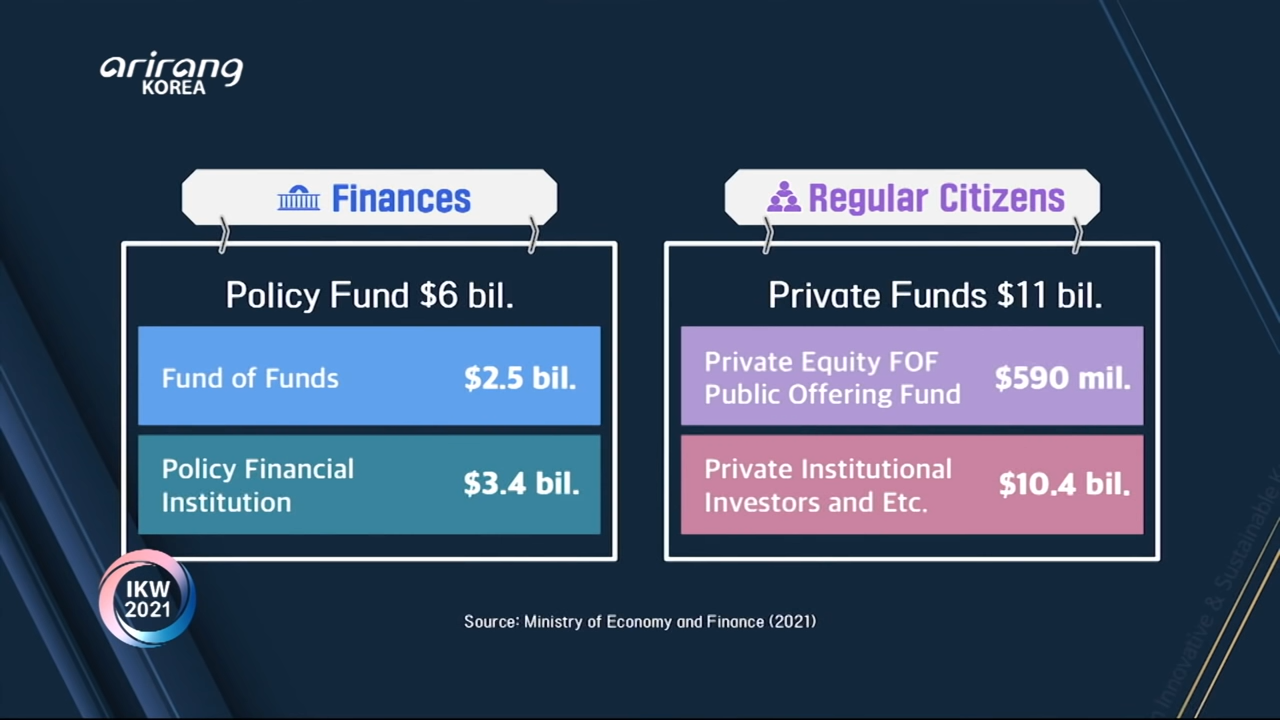 arirang
KOREA
Finances
Regular Citizens
Policy Fund $6 bil.
Fund of Funds $2.5 bil.
Policy Financial
Institution
$3.4 bil.
Private Funds $11 bil.
Private Equity FOF
Public Offering Fund
$590 mil.
Private Institutional
Investors and Etc.
$10.4 bil.
IKW
2021
Source: Ministry of Economy and Finance (2021)
Innovative & Sustainable